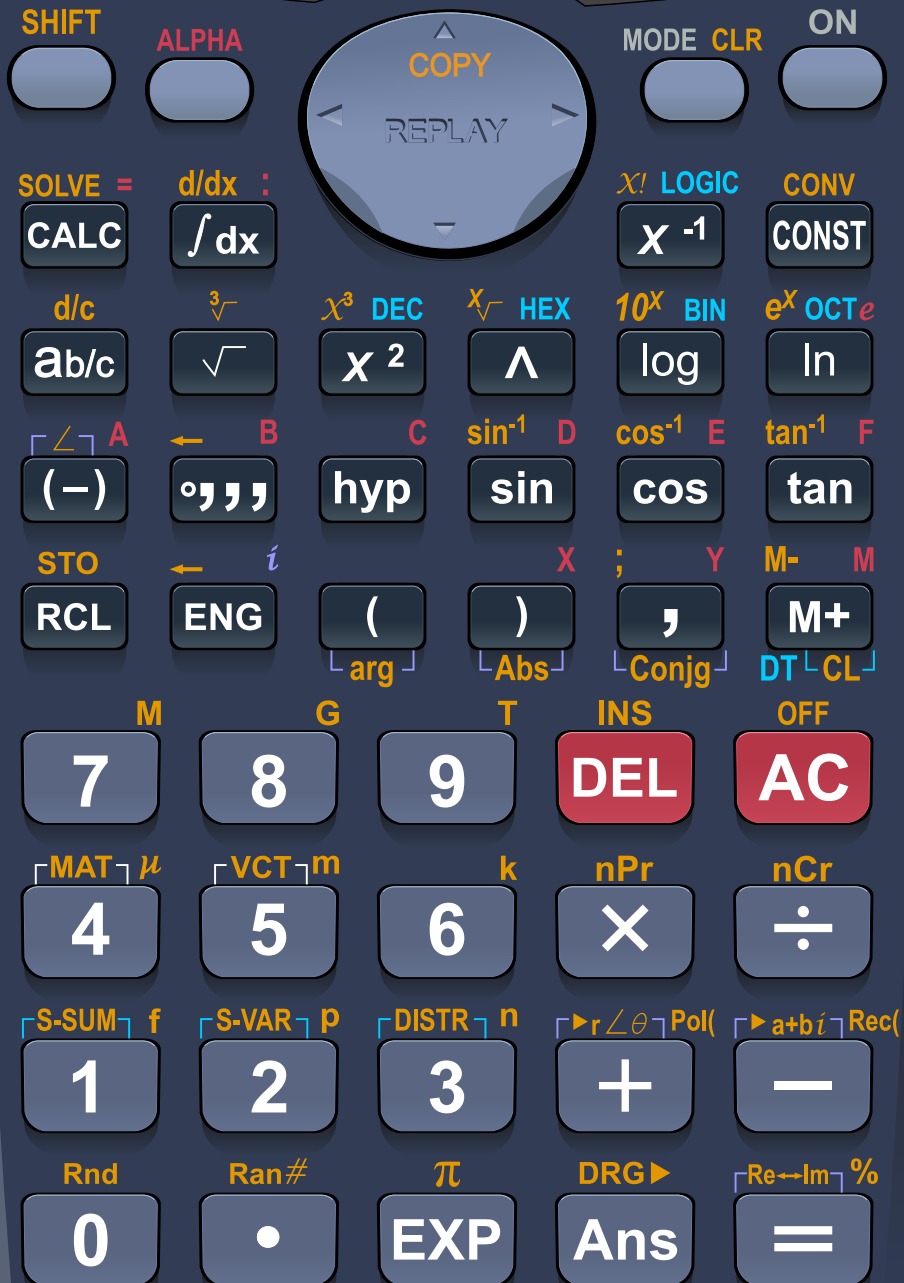 SHIFT ALPHA COPY MODE CLR ON
REPLAY
SOLVE = d/dx : x! LOGIC CONV
CALC ∫dx x⁻¹ CONST
d/c ³√ x³ DEC ˣ√ HEX 10ˣ BIN eˣ OCT e
ab/c √ x² ∧ log ln
∠ A ← B C sin⁻¹ D cos⁻¹ E tan⁻¹ F
(−) °,,, hyp sin cos tan
STO ← i X ; Y M- M
RCL ENG ( ) , M+
arg Abs Conjg DT CL
M G T INS OFF
7 8 9 DEL AC
MAT μ VCT m k nPr nCr
4 5 6 × ÷
S-SUM f S-VAR p DISTR n ▶r∠θ Pol( ▶a+bi Rec(
1 2 3 + −
Rnd Ran# π DRG▶ Re↔Im %
0 • EXP Ans =